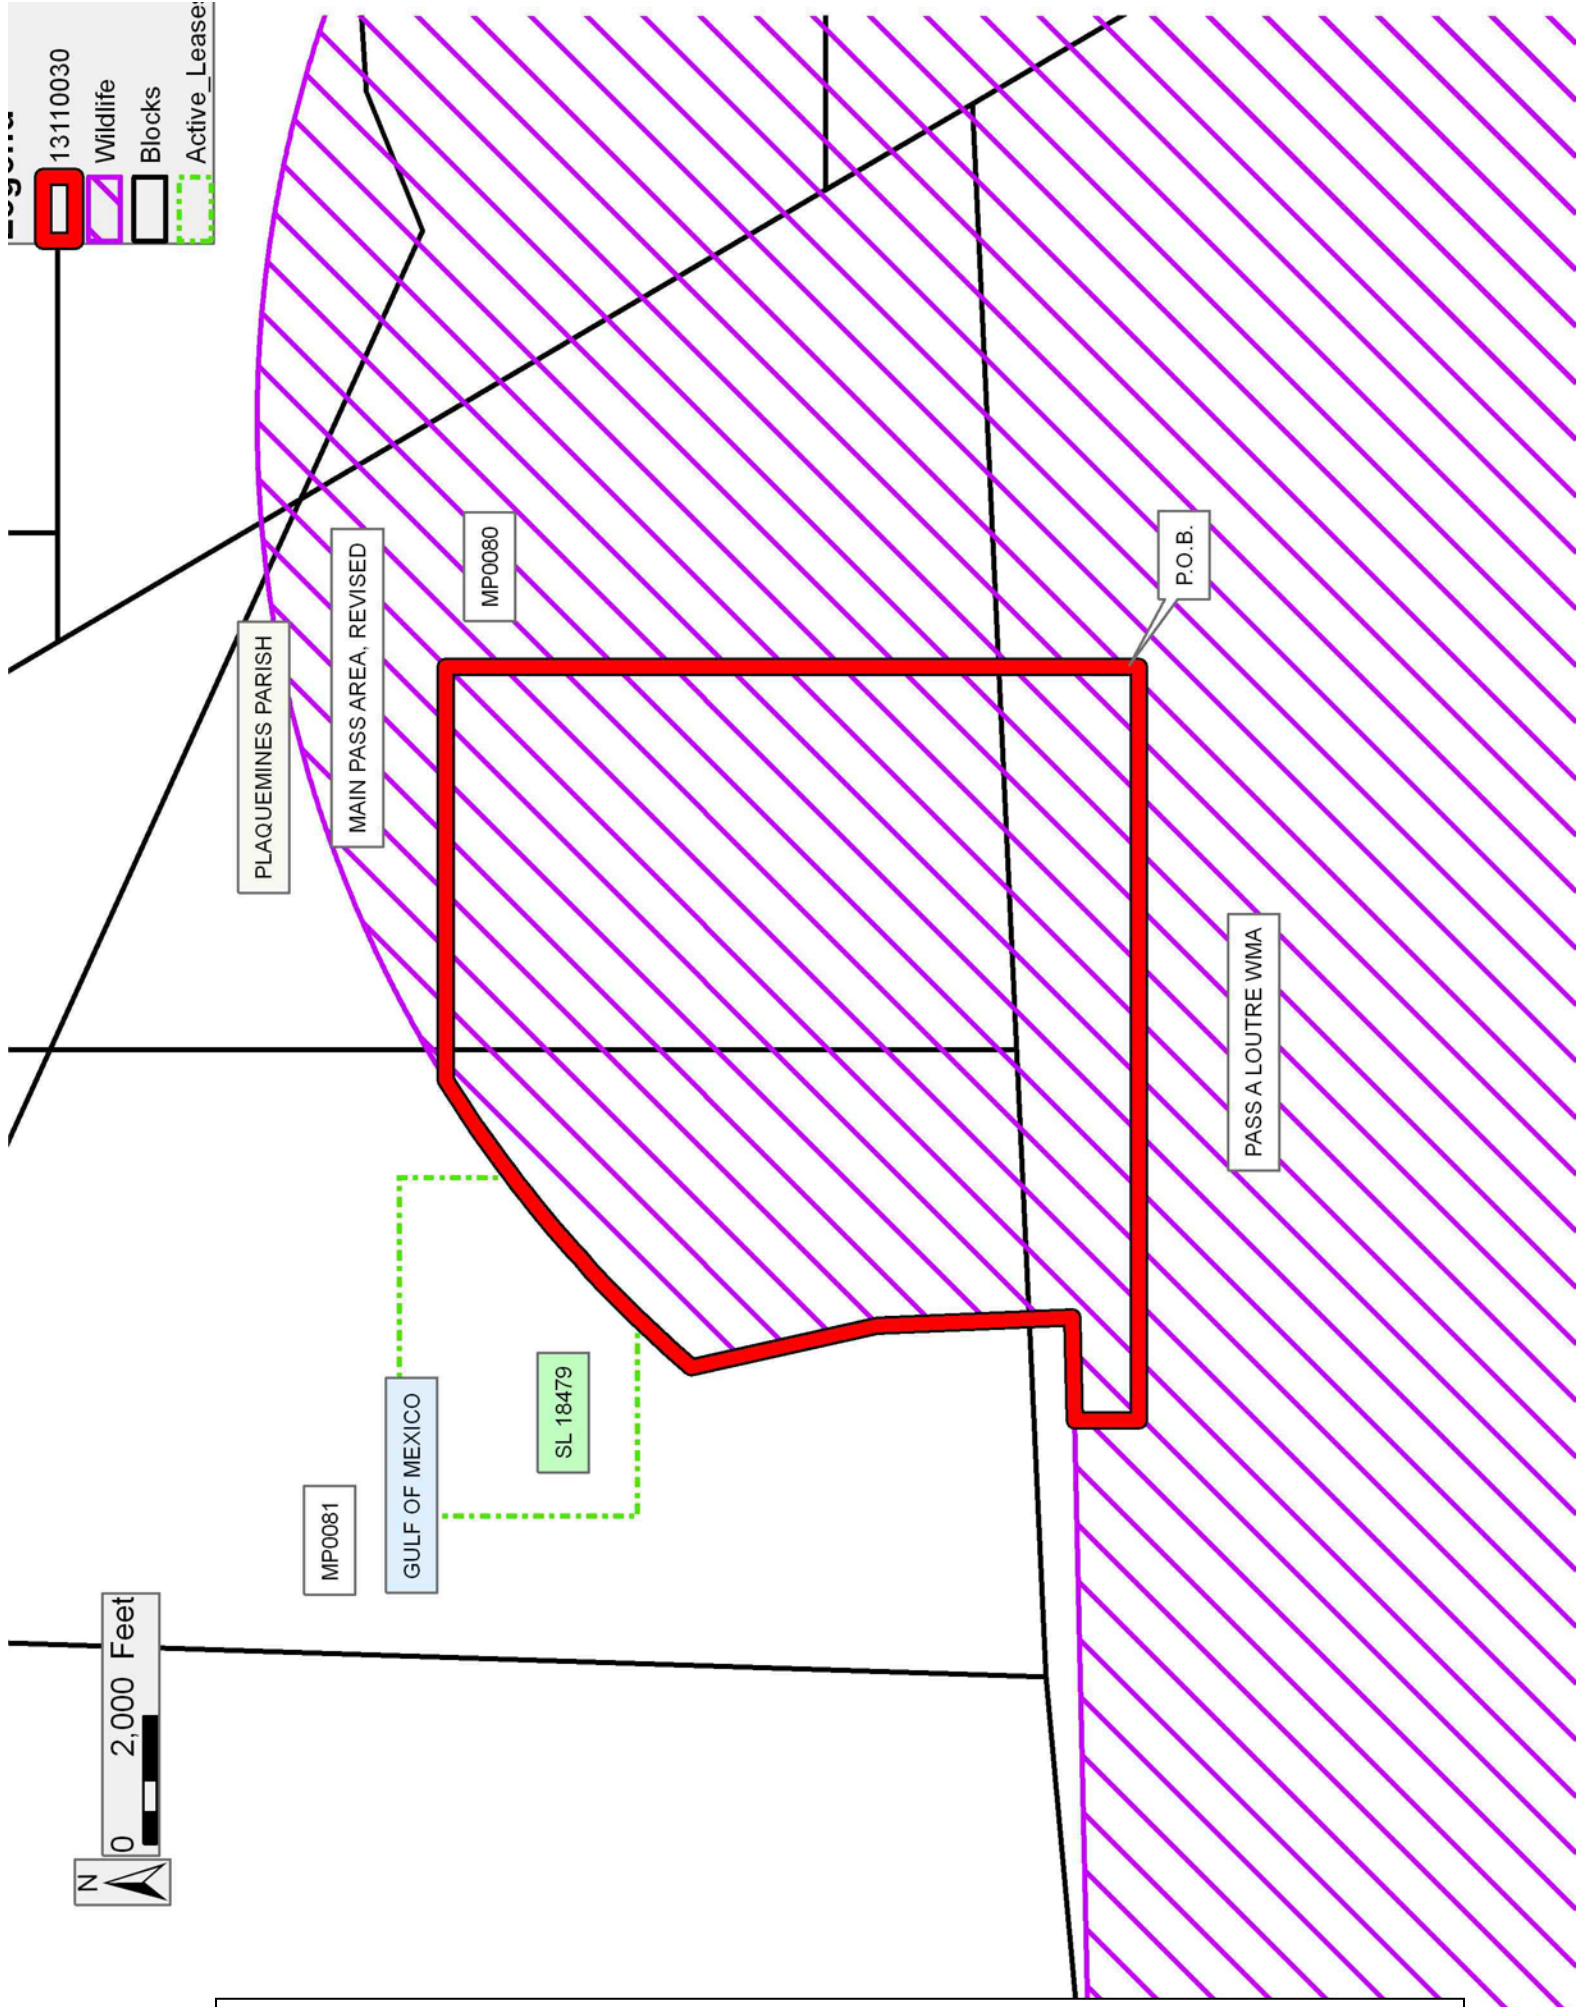 13110030
Wildlife
Blocks
PLAQUEMINES PARISH
MAIN PASS AREA, REVISED
MP0080
P.O.B.
PASS A LOUTRE WMA
SL 18479
GULF OF MEXICO
MP0081
0 2,000 Feet
N